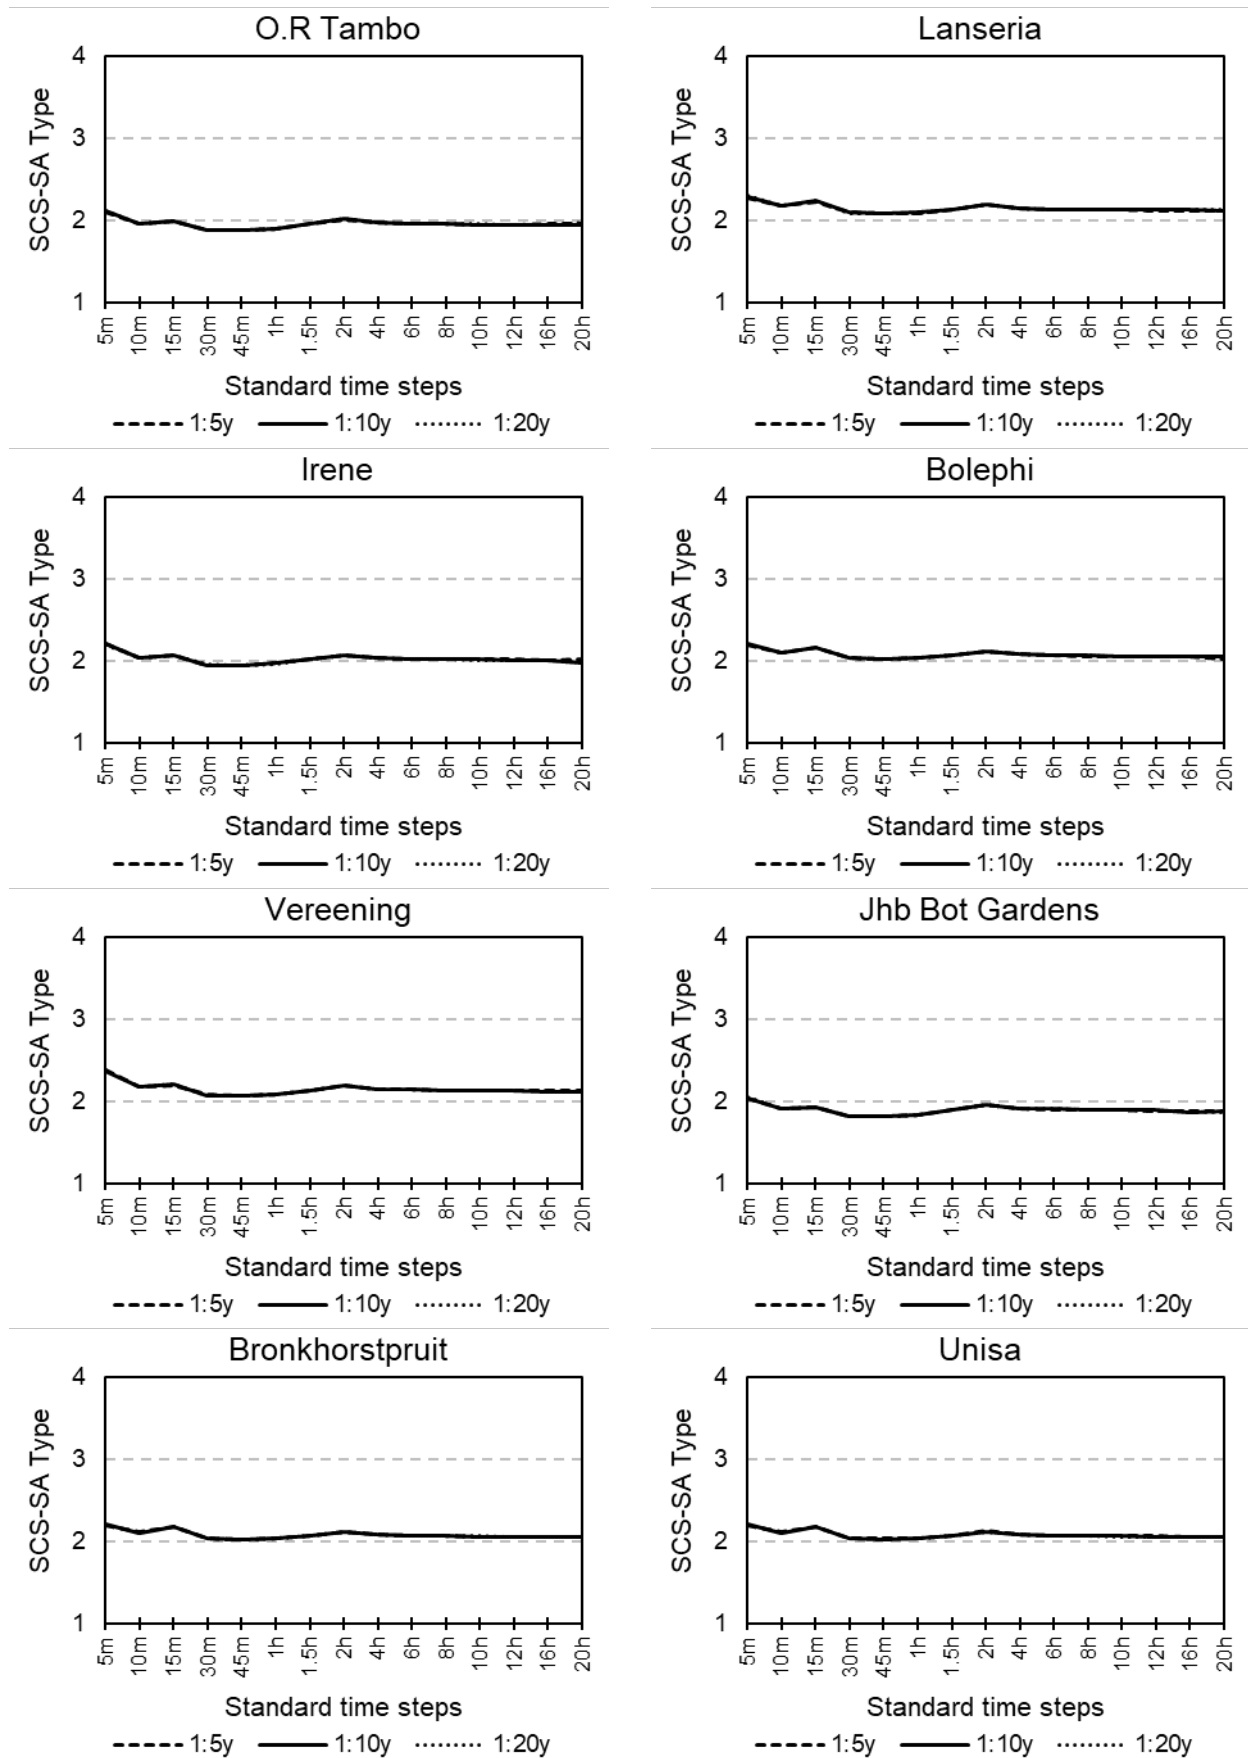 O.R Tambo
SCS-SA Type
4
3
2
1
5m 10m 15m 30m 45m 1h 1.5h 2h 4h 6h 8h 10h 12h 16h 20h
Standard time steps
1:5y 1:10y 1:20y
Lanseria
SCS-SA Type
4
3
2
1
5m 10m 15m 30m 45m 1h 1.5h 2h 4h 6h 8h 10h 12h 16h 20h
Standard time steps
1:5y 1:10y 1:20y
Irene
SCS-SA Type
4
3
2
1
5m 10m 15m 30m 45m 1h 1.5h 2h 4h 6h 8h 10h 12h 16h 20h
Standard time steps
1:5y 1:10y 1:20y
Bolephi
SCS-SA Type
4
3
2
1
5m 10m 15m 30m 45m 1h 1.5h 2h 4h 6h 8h 10h 12h 16h 20h
Standard time steps
1:5y 1:10y 1:20y
Vereening
SCS-SA Type
4
3
2
1
5m 10m 15m 30m 45m 1h 1.5h 2h 4h 6h 8h 10h 12h 16h 20h
Standard time steps
1:5y 1:10y 1:20y
Jhb Bot Gardens
SCS-SA Type
4
3
2
1
5m 10m 15m 30m 45m 1h 1.5h 2h 4h 6h 8h 10h 12h 16h 20h
Standard time steps
1:5y 1:10y 1:20y
Bronkhorstpruit
SCS-SA Type
4
3
2
1
5m 10m 15m 30m 45m 1h 1.5h 2h 4h 6h 8h 10h 12h 16h 20h
Standard time steps
1:5y 1:10y 1:20y
Unisa
SCS-SA Type
4
3
2
1
5m 10m 15m 30m 45m 1h 1.5h 2h 4h 6h 8h 10h 12h 16h 20h
Standard time steps
1:5y 1:10y 1:20y